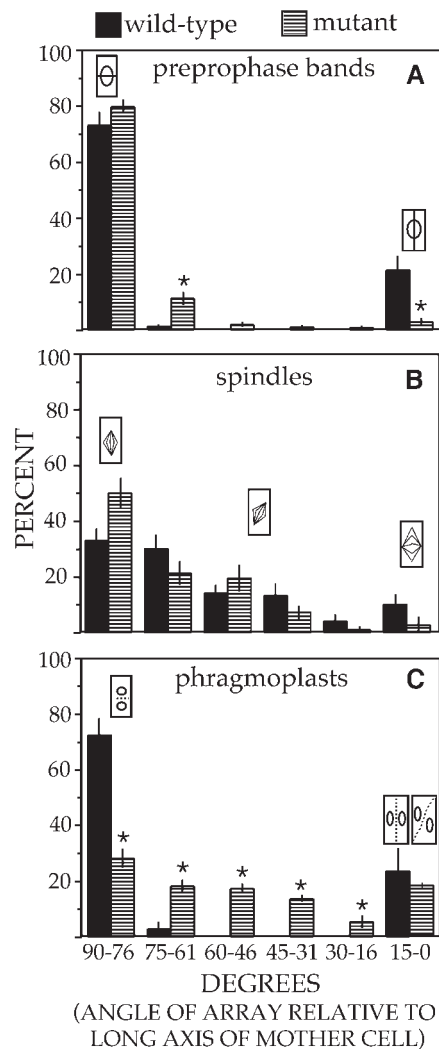 wild-type mutant
preprophase bands A
100
80
60
40
20
*
*
spindles B
100
80
60
40
20
PERCENT
phragmoplasts C
100
80
60
40
20
* * * * *
90-76 75-61 60-46 45-31 30-16 15-0
DEGREES
(ANGLE OF ARRAY RELATIVE TO
LONG AXIS OF MOTHER CELL)